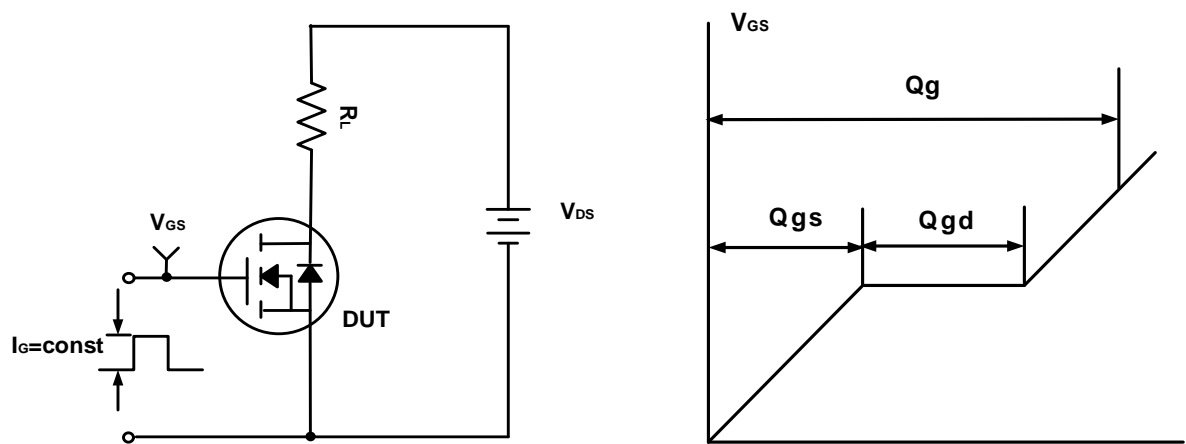 RL
VGS
VDS
DUT
IG=const
VGS
Qg
Qgs
Qgd